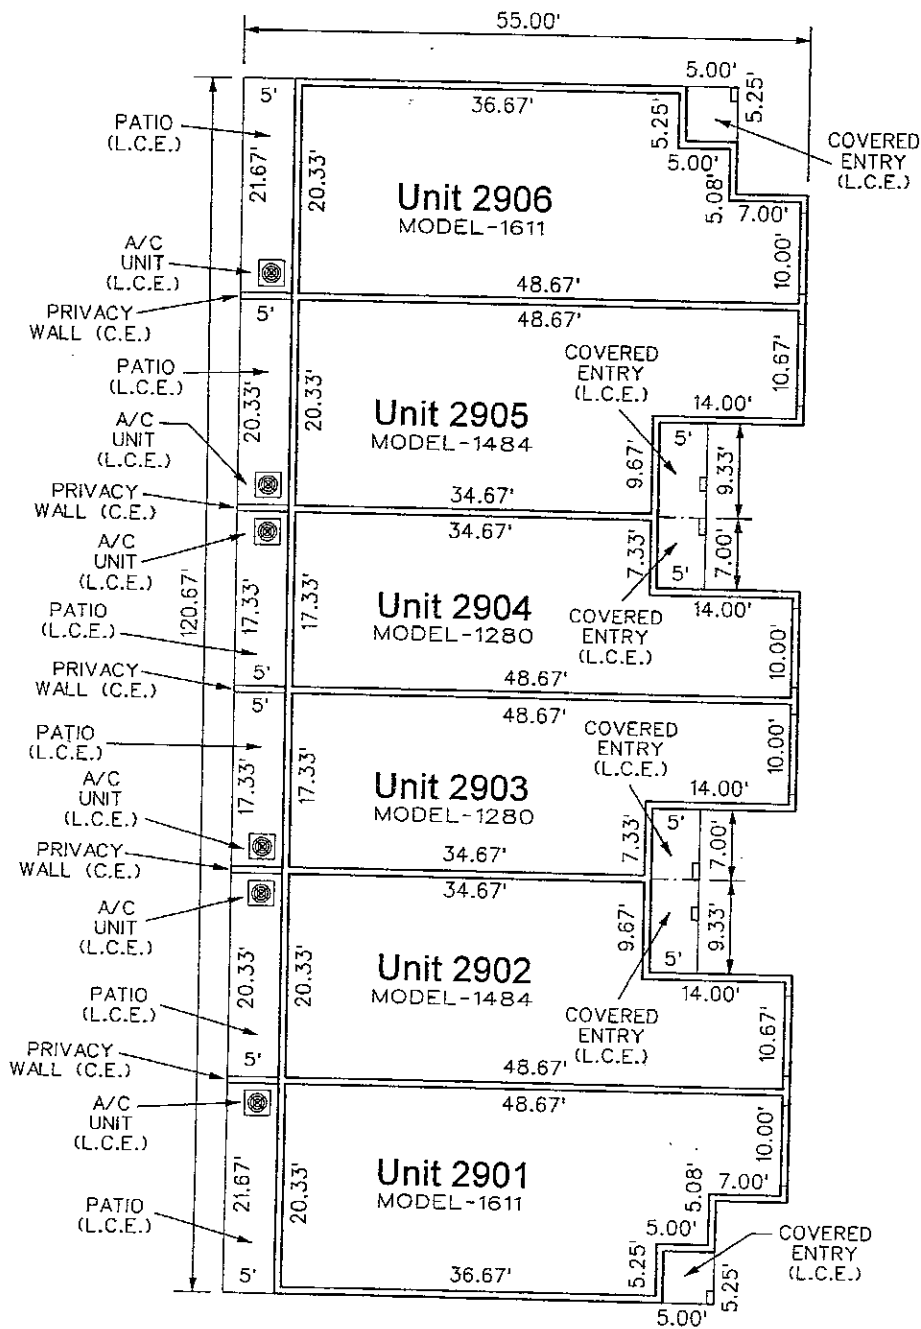 55.00'
5.00'
5'
36.67'
5.25'
5.25'
PATIO
(L.C.E.)
COVERED
ENTRY
(L.C.E.)
21.67'
20.33'
5.00'
5.08'
7.00'
Unit 2906
MODEL-1611
A/C
UNIT
(L.C.E.)
10.00'
48.67'
PRIVACY
WALL (C.E.)
5'
48.67'
COVERED
ENTRY
(L.C.E.)
10.67'
PATIO
(L.C.E.)
20.33'
20.33'
14.00'
Unit 2905
MODEL-1484
5'
A/C
UNIT
(L.C.E.)
9.67'
9.33'
34.67'
PRIVACY
WALL (C.E.)
34.67'
A/C
UNIT
(L.C.E.)
7.33'
7.00'
5'
120.67'
17.33'
17.33'
Unit 2904
MODEL-1280
14.00'
PATIO
(L.C.E.)
COVERED
ENTRY
(L.C.E.)
10.00'
5'
48.67'
PRIVACY
WALL (C.E.)
5'
48.67'
COVERED
ENTRY
(L.C.E.)
10.00'
PATIO
(L.C.E.)
17.33'
17.33'
Unit 2903
MODEL-1280
14.00'
A/C
UNIT
(L.C.E.)
5'
7.33'
7.00'
34.67'
PRIVACY
WALL (C.E.)
34.67'
A/C
UNIT
(L.C.E.)
9.67'
9.33'
20.33'
20.33'
Unit 2902
MODEL-1484
5'
14.00'
PATIO
(L.C.E.)
COVERED
ENTRY
(L.C.E.)
10.67'
5'
48.67'
PRIVACY
WALL (C.E.)
48.67'
A/C
UNIT
(L.C.E.)
10.00'
21.67'
20.33'
Unit 2901
MODEL-1611
5.08'
7.00'
PATIO
(L.C.E.)
5.00'
COVERED
ENTRY
(L.C.E.)
5'
36.67'
5.25'
5.25'
5.00'